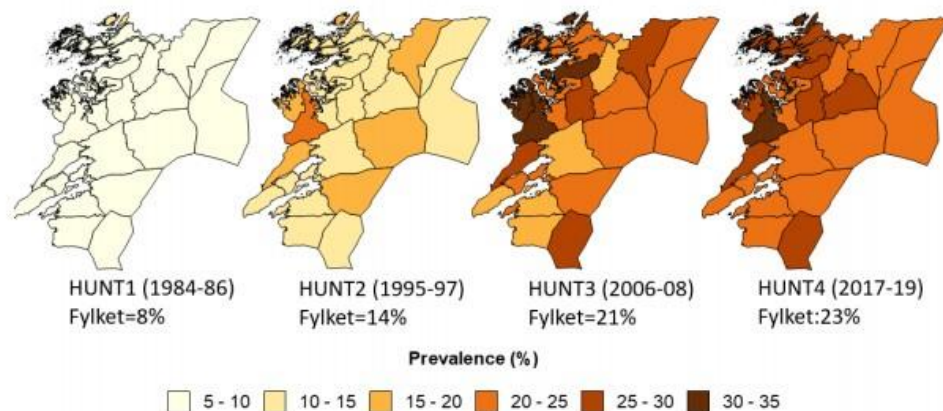 HUNT1 (1984-86) HUNT2 (1995-97) HUNT3 (2006-08) HUNT4 (2017-19)
Fylket=8% Fylket=14% Fylket=21% Fylket:23%
Prevalence (%)
5 - 10 10 - 15 15 - 20 20 - 25 25 - 30 30 - 35